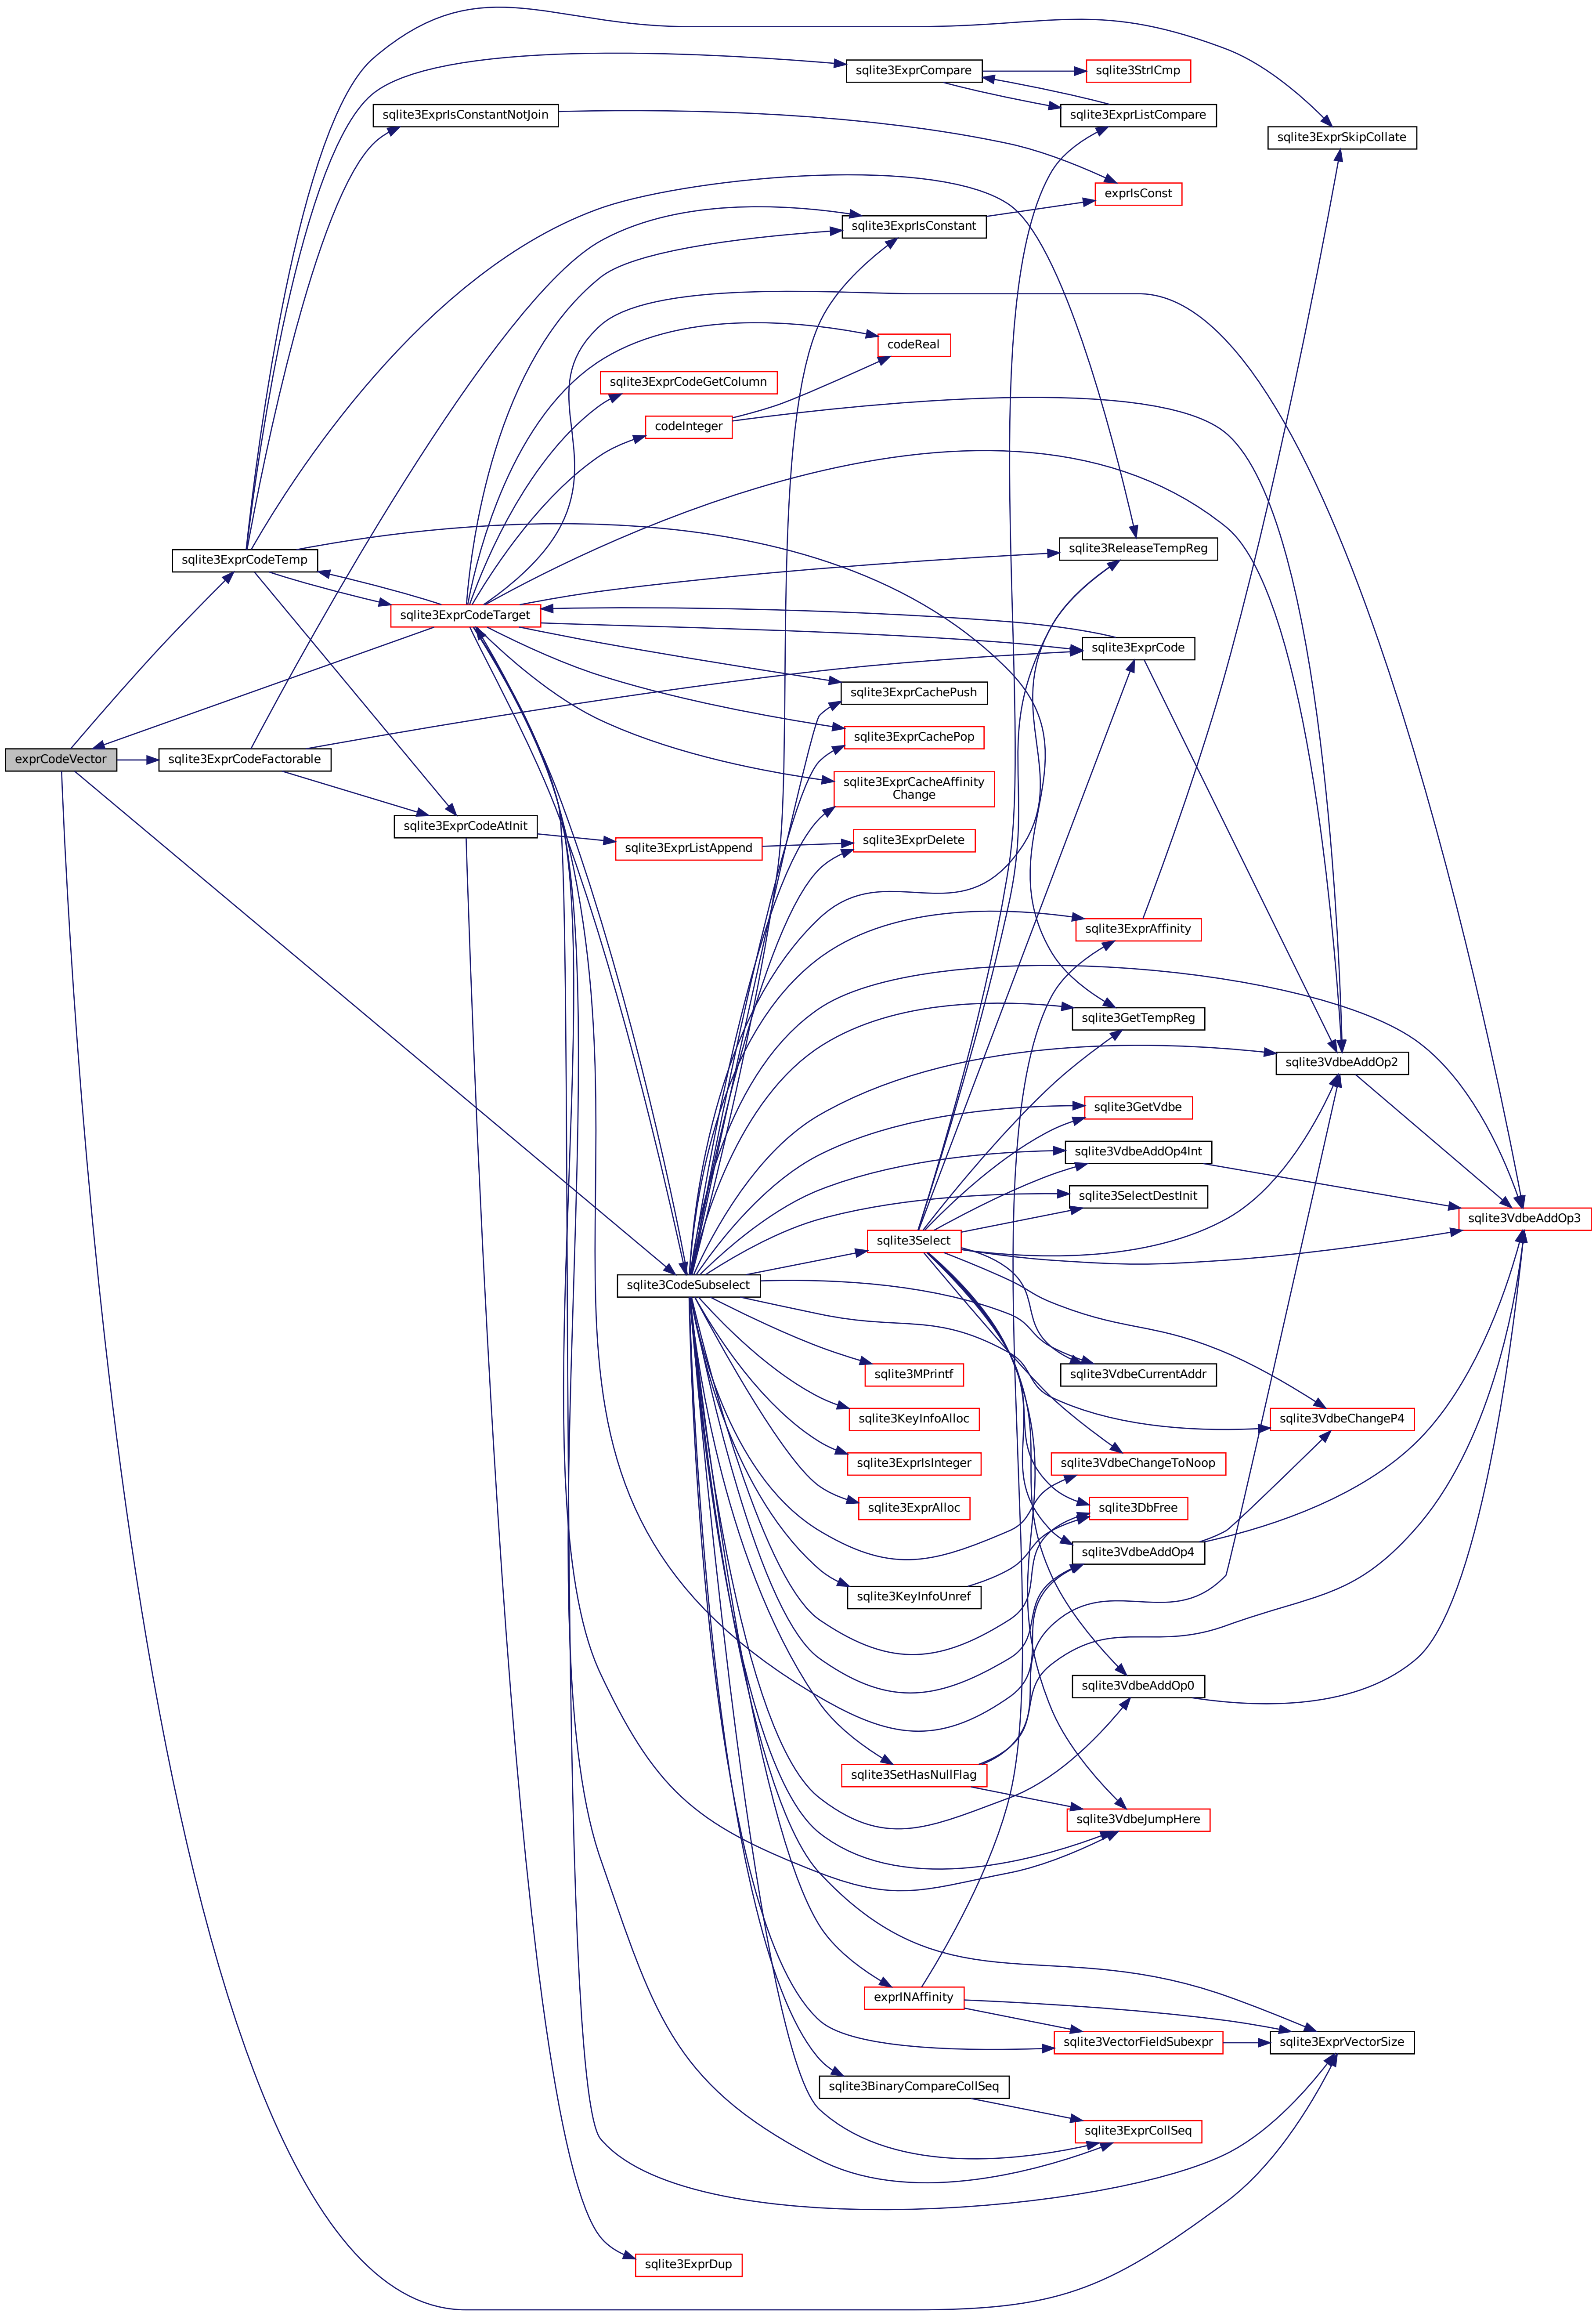 sqlite3ExprCompare
sqlite3StrICmp
sqlite3ExprIsConstantNotJoin
sqlite3ExprListCompare
sqlite3ExprSkipCollate
exprIsConst
sqlite3ExprIsConstant
codeReal
sqlite3ExprCodeGetColumn
codeInteger
sqlite3ReleaseTempReg
sqlite3ExprCodeTemp
sqlite3ExprCodeTarget
sqlite3ExprCode
sqlite3ExprCachePush
sqlite3ExprCachePop
exprCodeVector
sqlite3ExprCodeFactorable
sqlite3ExprCacheAffinity
Change
sqlite3ExprCodeAtInit
sqlite3ExprListAppend
sqlite3ExprDelete
sqlite3ExprAffinity
sqlite3GetTempReg
sqlite3VdbeAddOp2
sqlite3GetVdbe
sqlite3VdbeAddOp4Int
sqlite3SelectDestInit
sqlite3VdbeAddOp3
sqlite3Select
sqlite3CodeSubselect
sqlite3MPrintf
sqlite3VdbeCurrentAddr
sqlite3KeyInfoAlloc
sqlite3VdbeChangeP4
sqlite3ExprIsInteger
sqlite3VdbeChangeToNoop
sqlite3ExprAlloc
sqlite3DbFree
sqlite3VdbeAddOp4
sqlite3KeyInfoUnref
sqlite3VdbeAddOp0
sqlite3SetHasNullFlag
sqlite3VdbeJumpHere
exprINAffinity
sqlite3VectorFieldSubexpr
sqlite3ExprVectorSize
sqlite3BinaryCompareCollSeq
sqlite3ExprCollSeq
sqlite3ExprDup